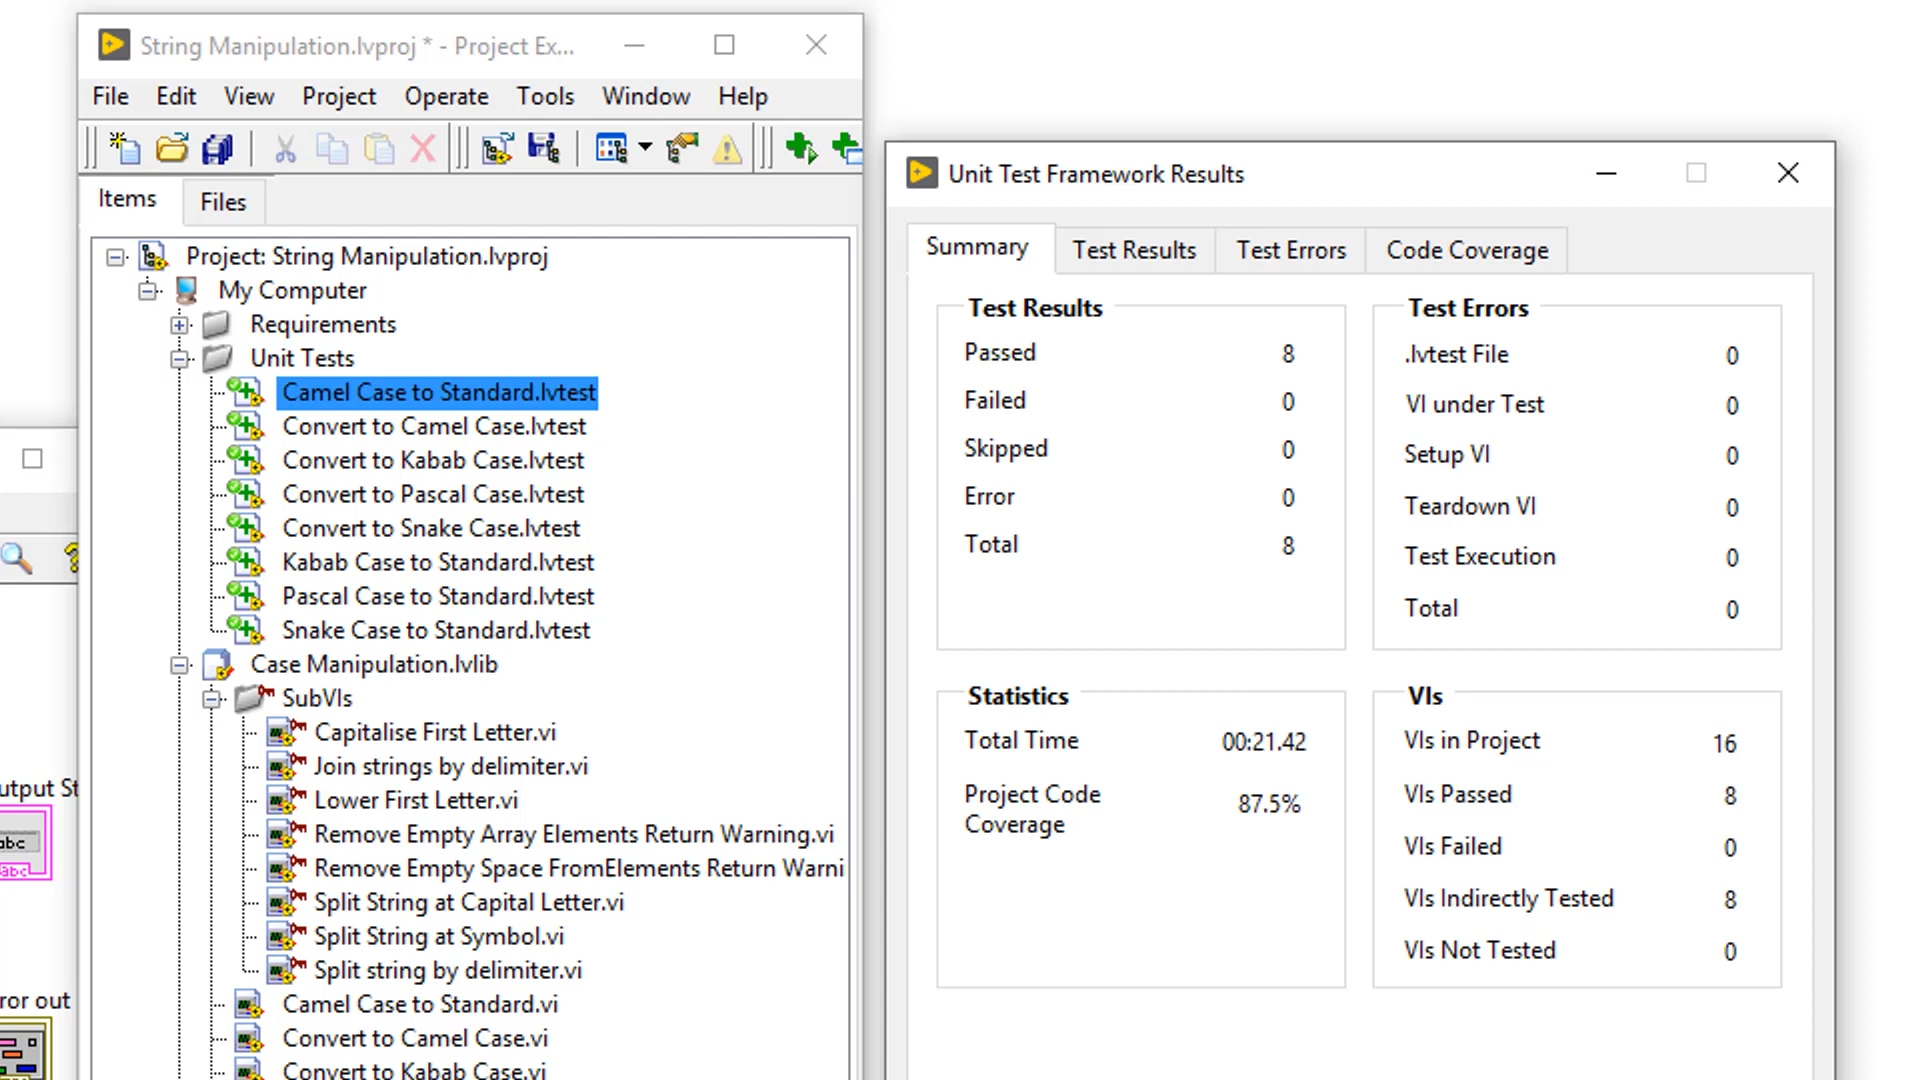 String Manipulation.lvproj * - Project Ex...
File Edit View Project Operate Tools Window Help
Items Files
Project: String Manipulation.lvproj
My Computer
Requirements
Unit Tests
Camel Case to Standard.lvtest
Convert to Camel Case.lvtest
Convert to Kabab Case.lvtest
Convert to Pascal Case.lvtest
Convert to Snake Case.lvtest
Kabab Case to Standard.lvtest
Pascal Case to Standard.lvtest
Snake Case to Standard.lvtest
Case Manipulation.lvlib
SubVIs
Capitalise First Letter.vi
Join strings by delimiter.vi
Lower First Letter.vi
Remove Empty Array Elements Return Warning.vi
Remove Empty Space FromElements Return Warni
Split String at Capital Letter.vi
Split String at Symbol.vi
Split string by delimiter.vi
Camel Case to Standard.vi
Convert to Camel Case.vi
Convert to Kabab Case.vi
utput St
abc
abc
ror out
Unit Test Framework Results
Summary Test Results Test Errors Code Coverage
Test Results
Passed 8
Failed 0
Skipped 0
Error 0
Total 8
Test Errors
.lvtest File 0
VI under Test 0
Setup VI 0
Teardown VI 0
Test Execution 0
Total 0
Statistics
Total Time 00:21.42
Project Code
Coverage 87.5%
VIs
VIs in Project 16
VIs Passed 8
VIs Failed 0
VIs Indirectly Tested 8
VIs Not Tested 0